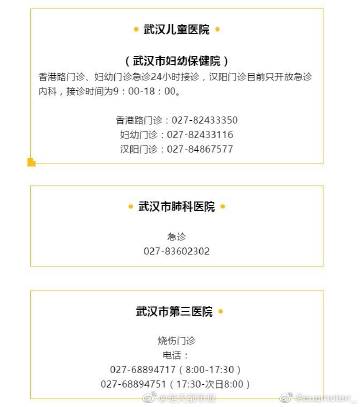 武汉儿童医院
（武汉市妇幼保健院）
香港路门诊、妇幼门诊急诊24小时接诊，汉阳门诊目前只开放急诊
内科，接诊时间为9：00-18：00。
香港路门诊：027-82433350
妇幼门诊：027-82433116
汉阳门诊：027-84867577
武汉市肺科医院
急诊
027-83602302
武汉市第三医院
烧伤门诊
电话：
027-68894717（8:00-17:30）
027-68894751（17:30-次日8:00）